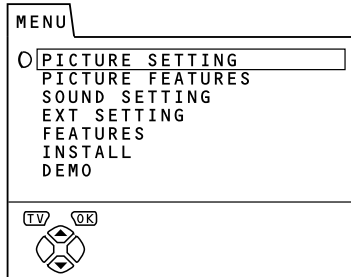 MENU
PICTURE SETTING
PICTURE FEATURES
SOUND SETTING
EXT SETTING
FEATURES
INSTALL
DEMO
TV OK